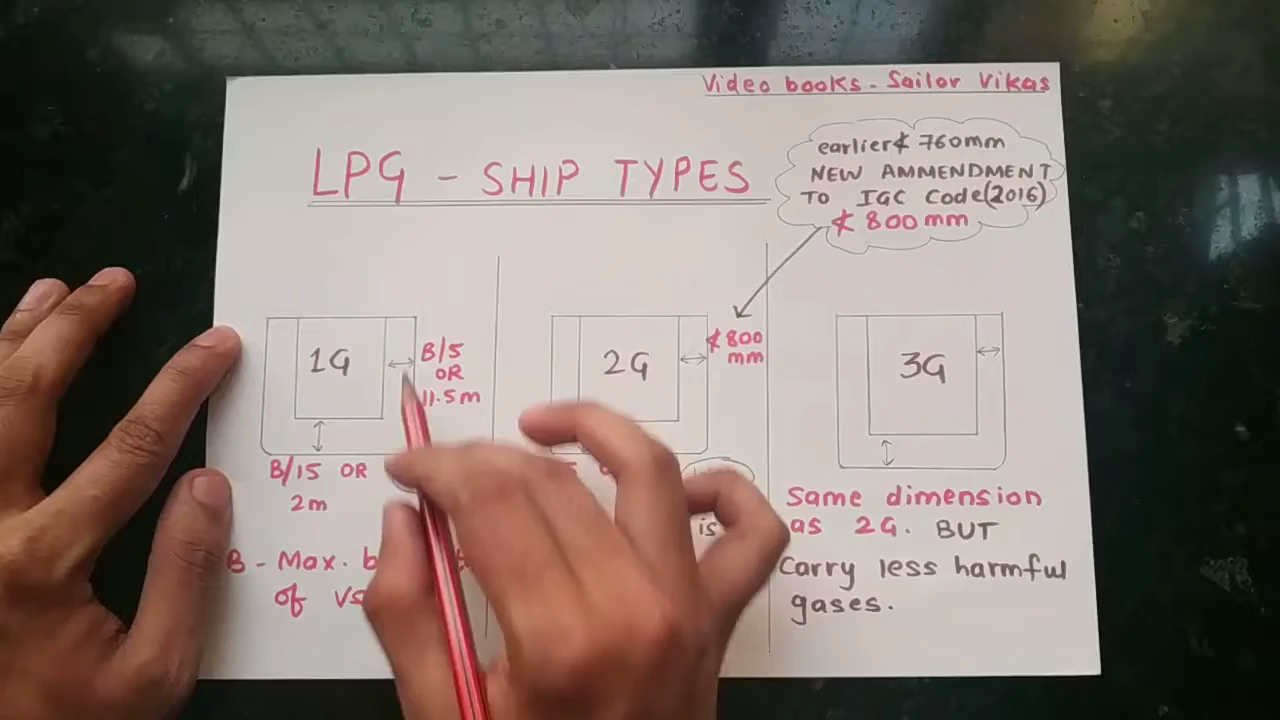 Video books - Sailor Vikas
LPG - SHIP TYPES
earlier ≮ 760mm
NEW AMMENDMENT
TO IGC Code(2016)
≮ 800mm
1G
B/5
OR
11.5m
B/15 OR
2m
B - Max. b
of vs
2G
≮ 800
mm
is
3G
Same dimension
as 2G. BUT
Carry less harmful
gases.